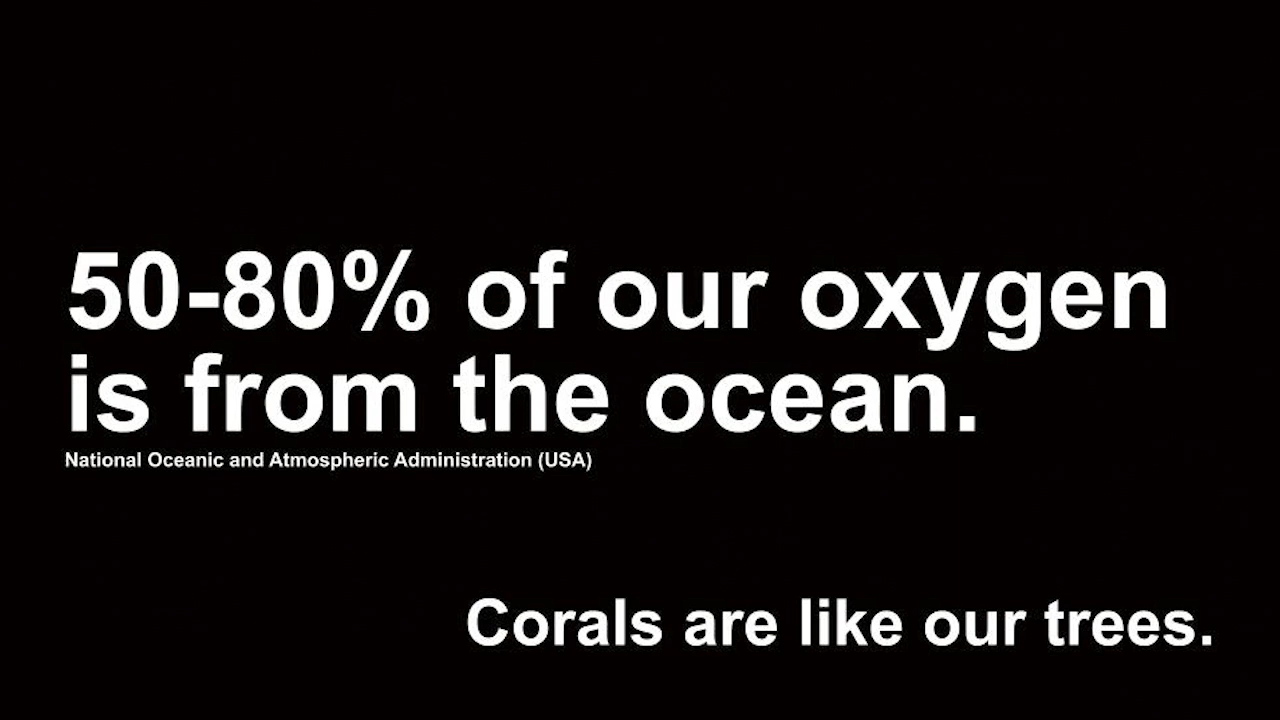 50-80% of our oxygen
is from the ocean.
National Oceanic and Atmospheric Administration (USA)
Corals are like our trees.